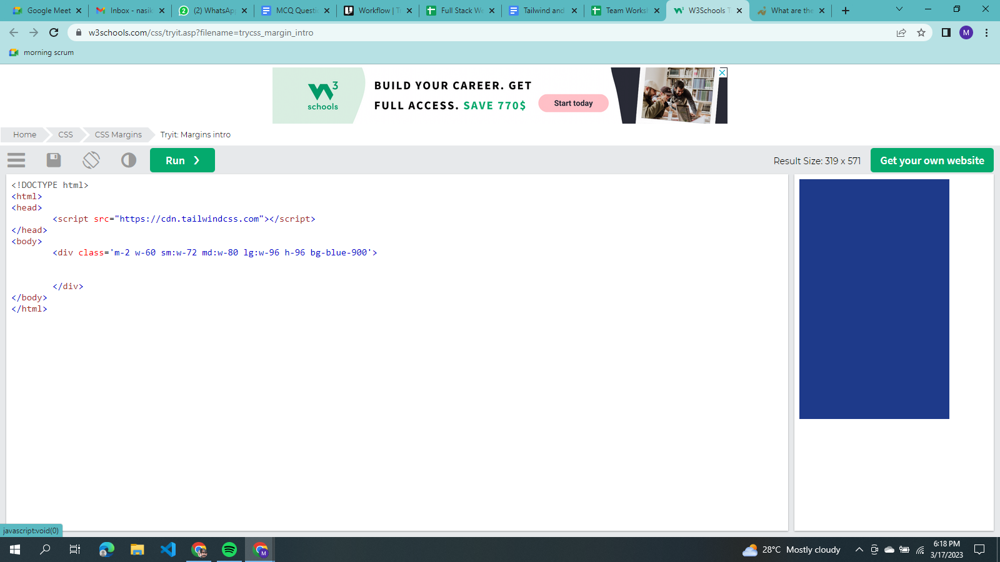 Google Meet
Inbox - nasik
(2) WhatsApp
MCQ Questi
Workflow | Tr
Full Stack We
Tailwind and
Team Worksh
W3Schools T
What are the
w3schools.com/css/tryit.asp?filename=trycss_margin_intro
M
morning scrum
W3 schools
BUILD YOUR CAREER. GET
FULL ACCESS. SAVE 770$
Start today
Home
CSS
CSS Margins
Tryit: Margins intro
Run ❯
Result Size: 319 x 571
Get your own website
<!DOCTYPE html>
<html>
<head>
<script src="https://cdn.tailwindcss.com"></script>
</head>
<body>
<div class='m-2 w-60 sm:w-72 md:w-80 lg:w-96 h-96 bg-blue-900'>
</div>
</body>
</html>
javascript:void(0)
28°C Mostly cloudy
6:18 PM
3/17/2023